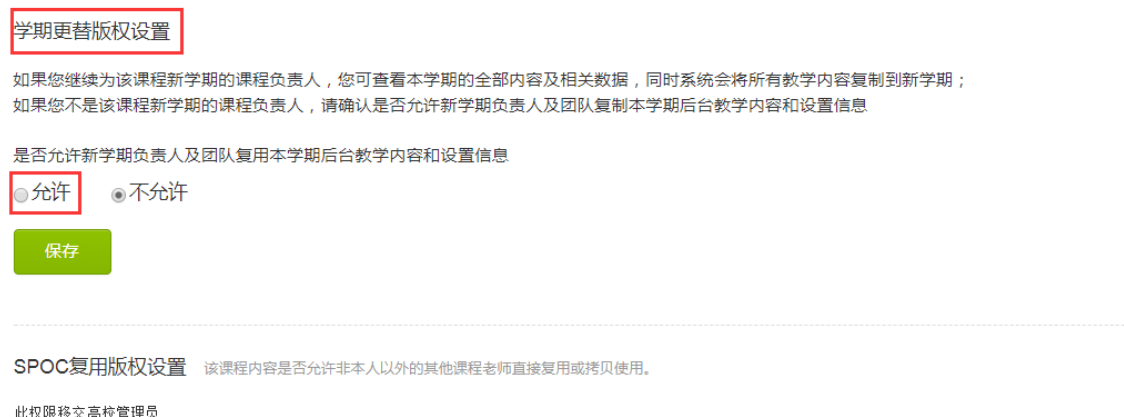 学期更替版权设置
如果您继续为该课程新学期的课程负责人，您可查看本学期的全部内容及相关数据，同时系统会将所有教学内容复制到新学期；
如果您不是该课程新学期的课程负责人，请确认是否允许新学期负责人及团队复制本学期后台教学内容和设置信息
是否允许新学期负责人及团队复用本学期后台教学内容和设置信息
允许 不允许
保存
SPOC复用版权设置 该课程内容是否允许非本人以外的其他课程老师直接复用或拷贝使用。
此权限移交高校管理员